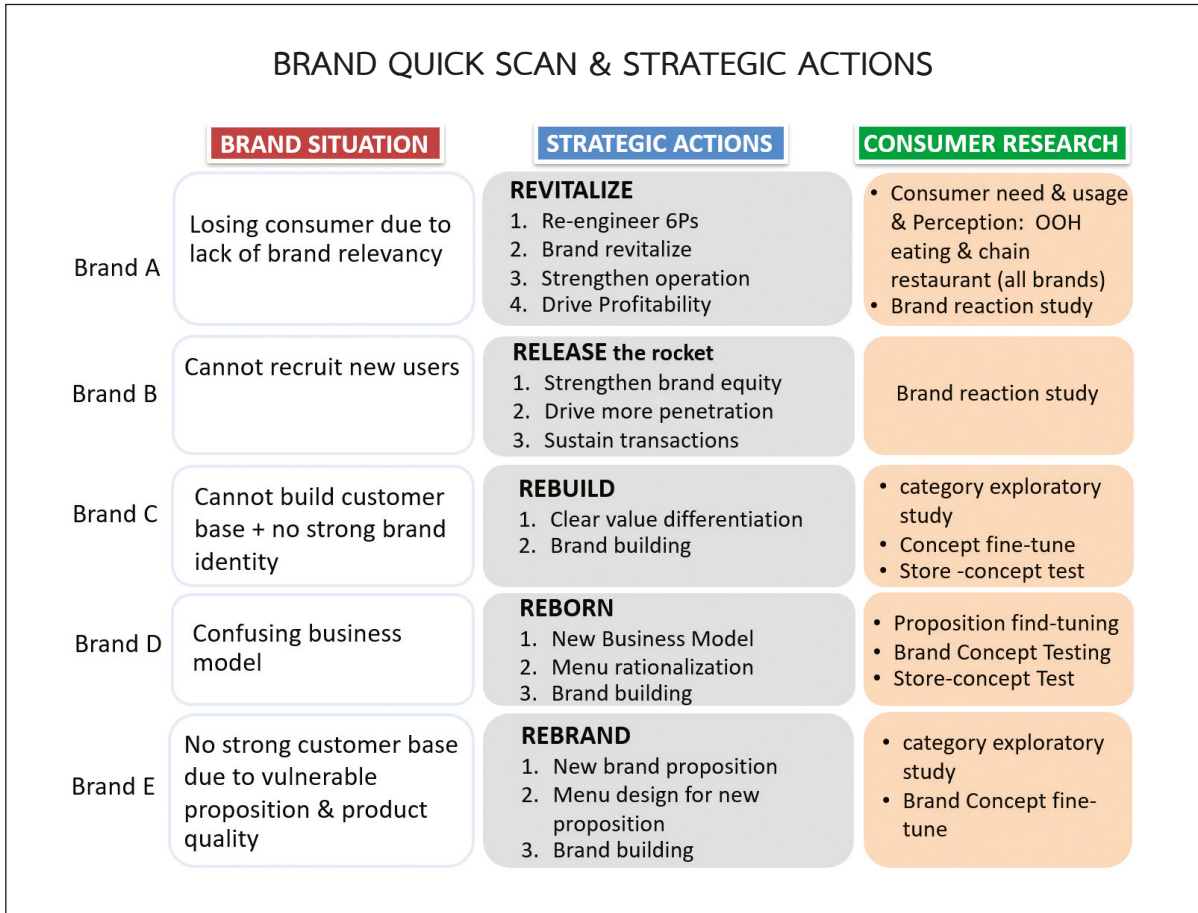 BRAND QUICK SCAN & STRATEGIC ACTIONS
BRAND SITUATION
STRATEGIC ACTIONS
CONSUMER RESEARCH
Brand A
Losing consumer due to
lack of brand relevancy
REVITALIZE
1. Re-engineer 6Ps
2. Brand revitalize
3. Strengthen operation
4. Drive Profitability
• Consumer need & usage
& Perception: OOH
eating & chain
restaurant (all brands)
• Brand reaction study
Brand B
Cannot recruit new users
RELEASE the rocket
1. Strengthen brand equity
2. Drive more penetration
3. Sustain transactions
Brand reaction study
Brand C
Cannot build customer
base + no strong brand
identity
REBUILD
1. Clear value differentiation
2. Brand building
• category exploratory
study
• Concept fine-tune
• Store -concept test
Brand D
Confusing business
model
REBORN
1. New Business Model
2. Menu rationalization
3. Brand building
• Proposition find-tuning
• Brand Concept Testing
• Store-concept Test
Brand E
No strong customer base
due to vulnerable
proposition & product
quality
REBRAND
1. New brand proposition
2. Menu design for new
proposition
3. Brand building
• category exploratory
study
• Brand Concept fine-
tune